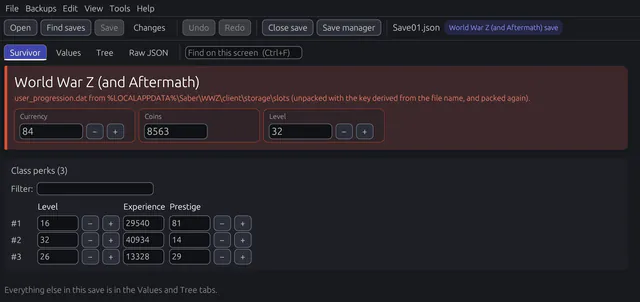 File Backups Edit View Tools Help
Open Find saves Save Changes Undo Redo Close save Save manager Save01.json World War Z (and Aftermath) save
Survivor Values Tree Raw JSON Find on this screen (Ctrl+F)
World War Z (and Aftermath)
user_progression.dat from %LOCALAPPDATA%\Saber\WWZ\client\storage\slots (unpacked with the key derived from the file name, and packed again).
Currency Coins Level
84 − + 8563 32 − +
Class perks (3)
Filter:
Level Experience Prestige
#1 16 − + 29540 81 − +
#2 32 − + 40934 14 − +
#3 26 − + 13328 29 − +
Everything else in this save is in the Values and Tree tabs.